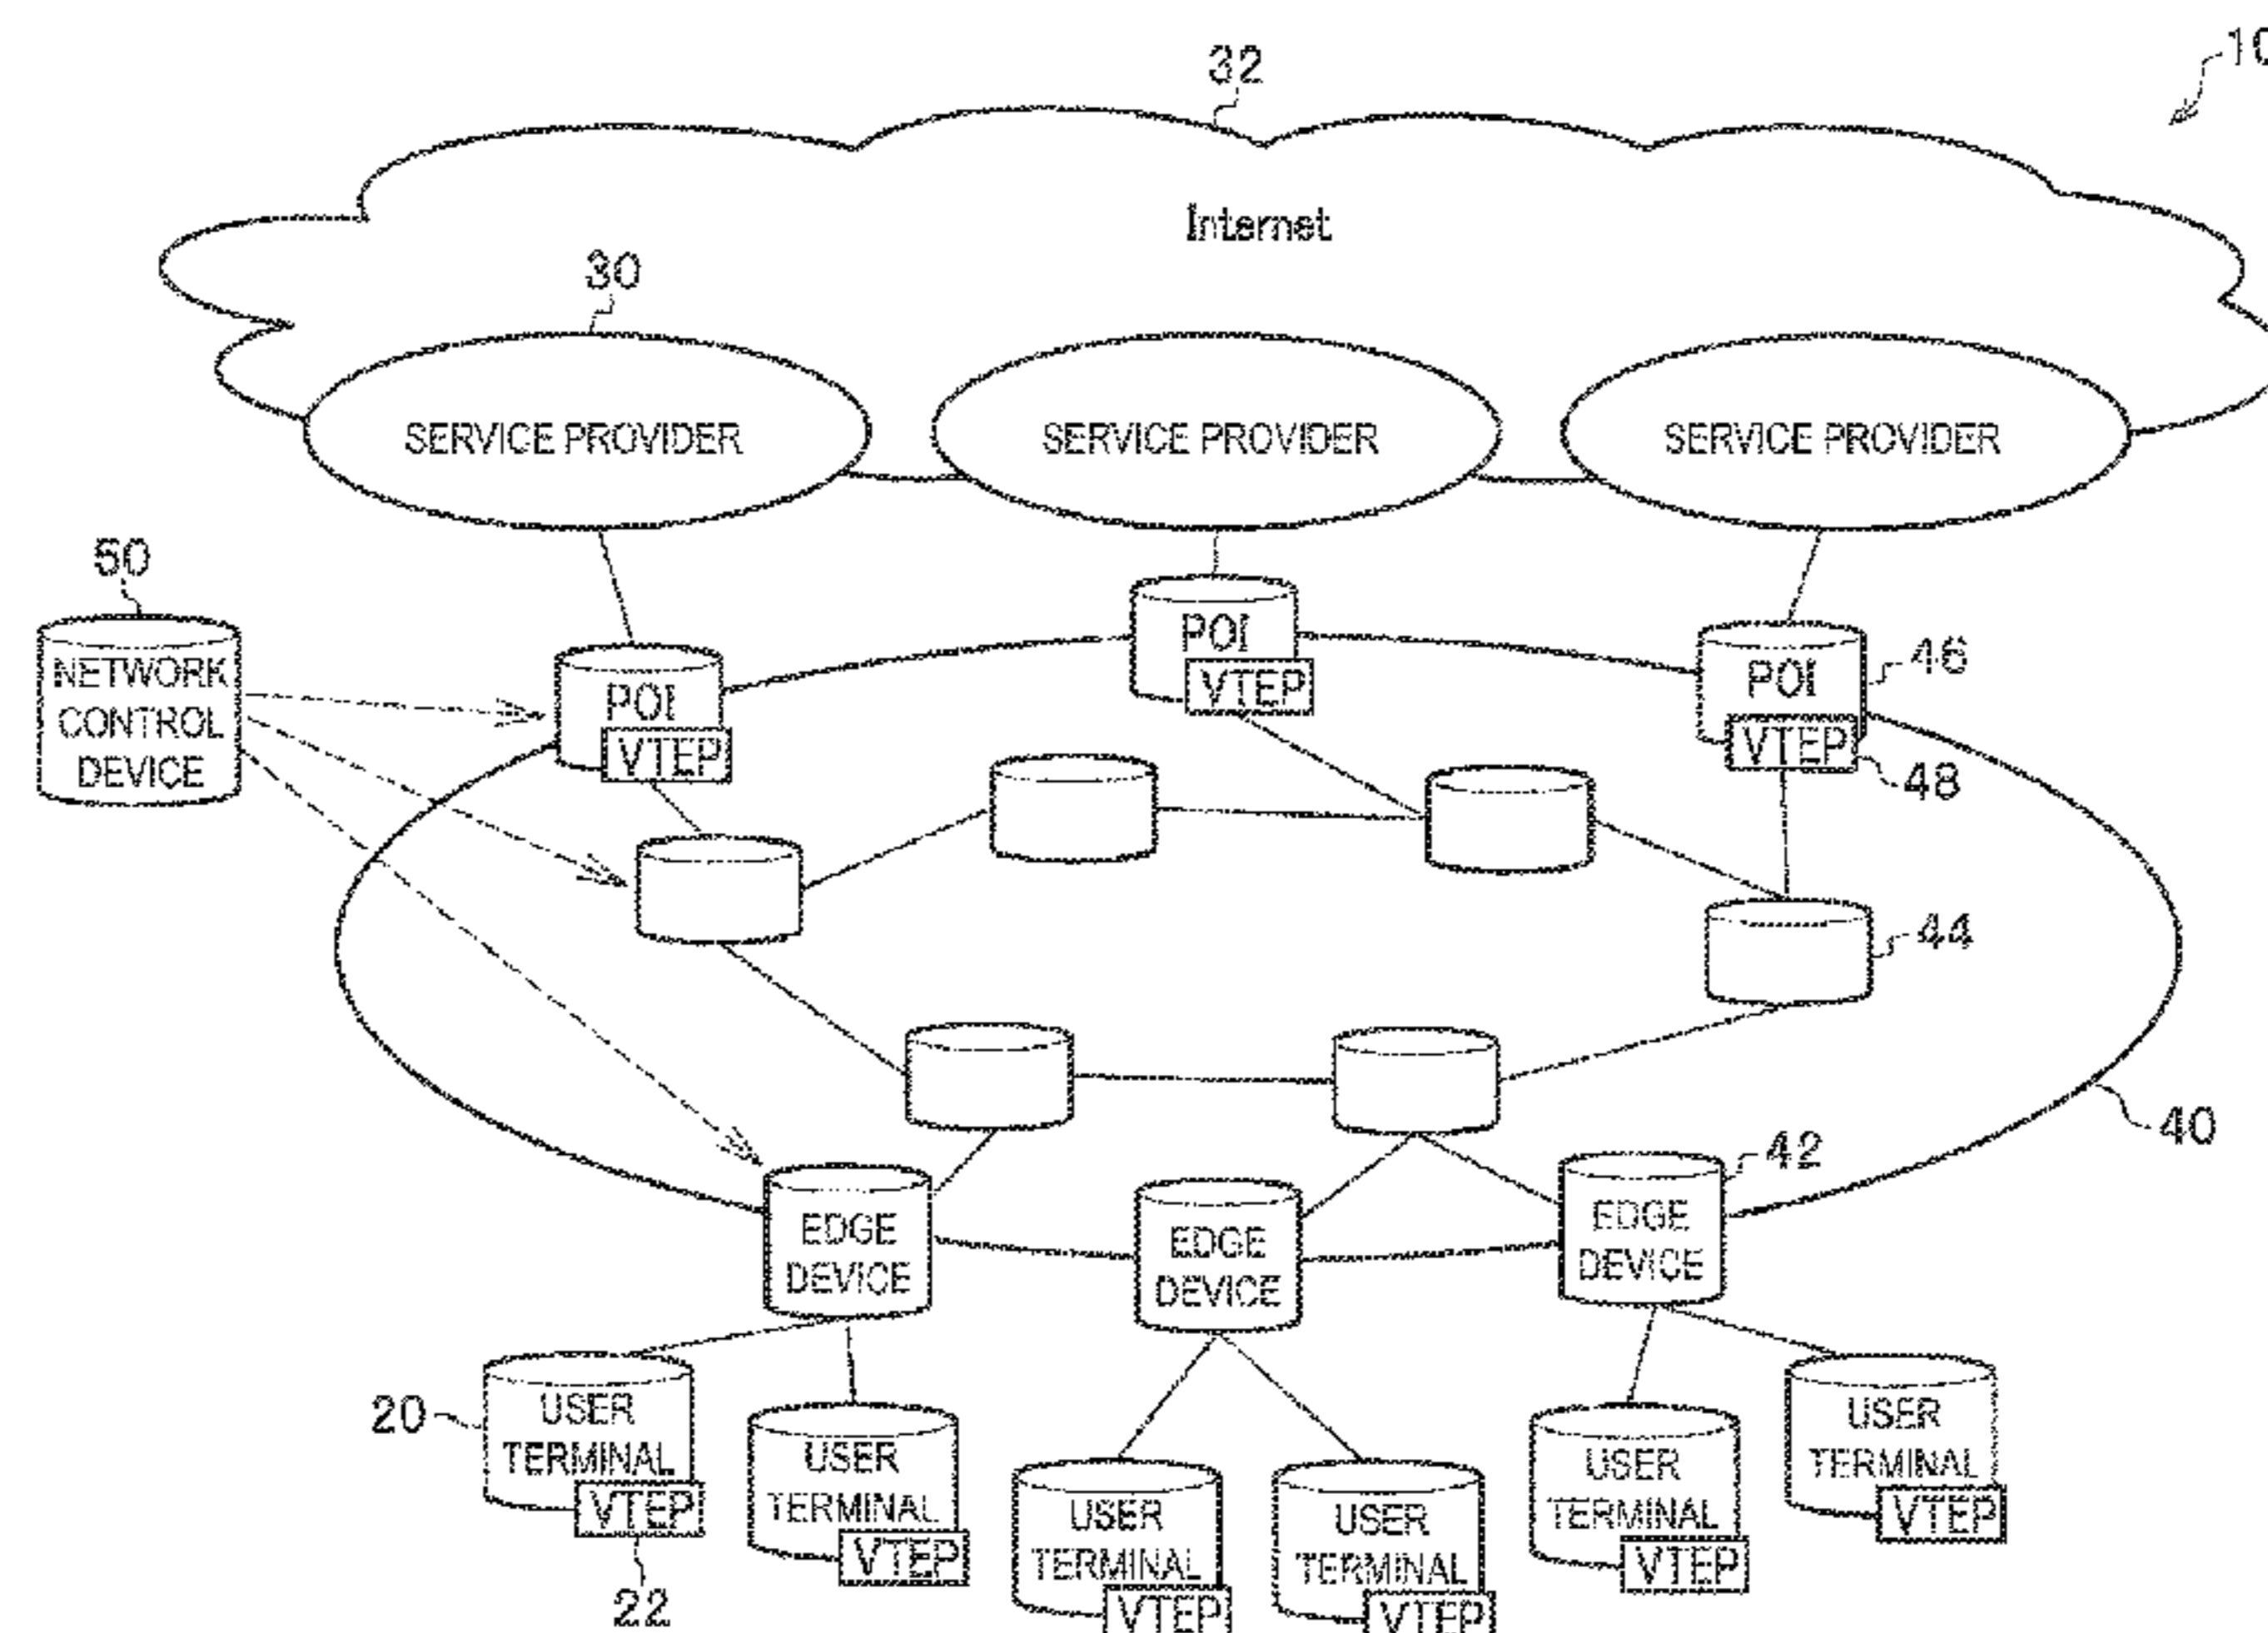 10
32
Internet
30
SERVICE PROVIDER
SERVICE PROVIDER
SERVICE PROVIDER
50
NETWORK
CONTROL
DEVICE
POI
VTEP
POI
VTEP
POI
VTEP
46
48
44
40
42
EDGE
DEVICE
EDGE
DEVICE
EDGE
DEVICE
20
USER
TERMINAL
VTEP
22
USER
TERMINAL
VTEP
USER
TERMINAL
VTEP
USER
TERMINAL
VTEP
USER
TERMINAL
VTEP
USER
TERMINAL
VTEP